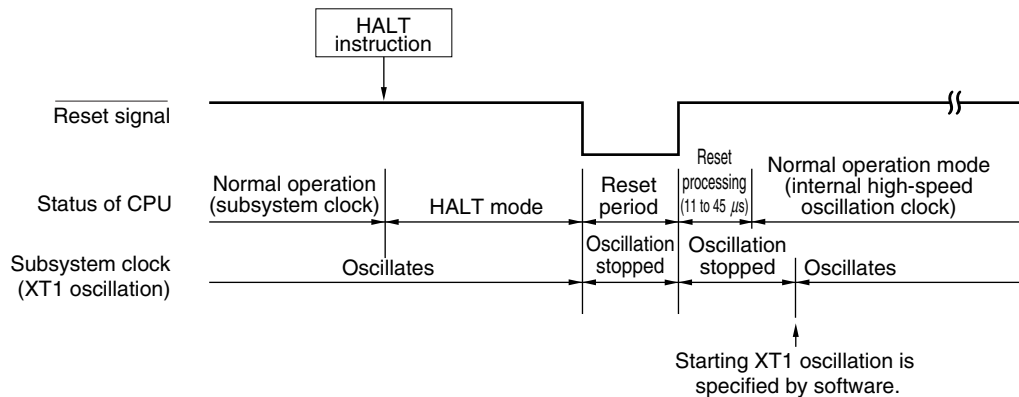 HALT
instruction
Reset signal
Status of CPU
Normal operation
(subsystem clock)
HALT mode
Reset
period
Reset
processing
(11 to 45 μs)
Normal operation mode
(internal high-speed
oscillation clock)
Subsystem clock
(XT1 oscillation)
Oscillates
Oscillation
stopped
Oscillation
stopped
Oscillates
Starting XT1 oscillation is
specified by software.